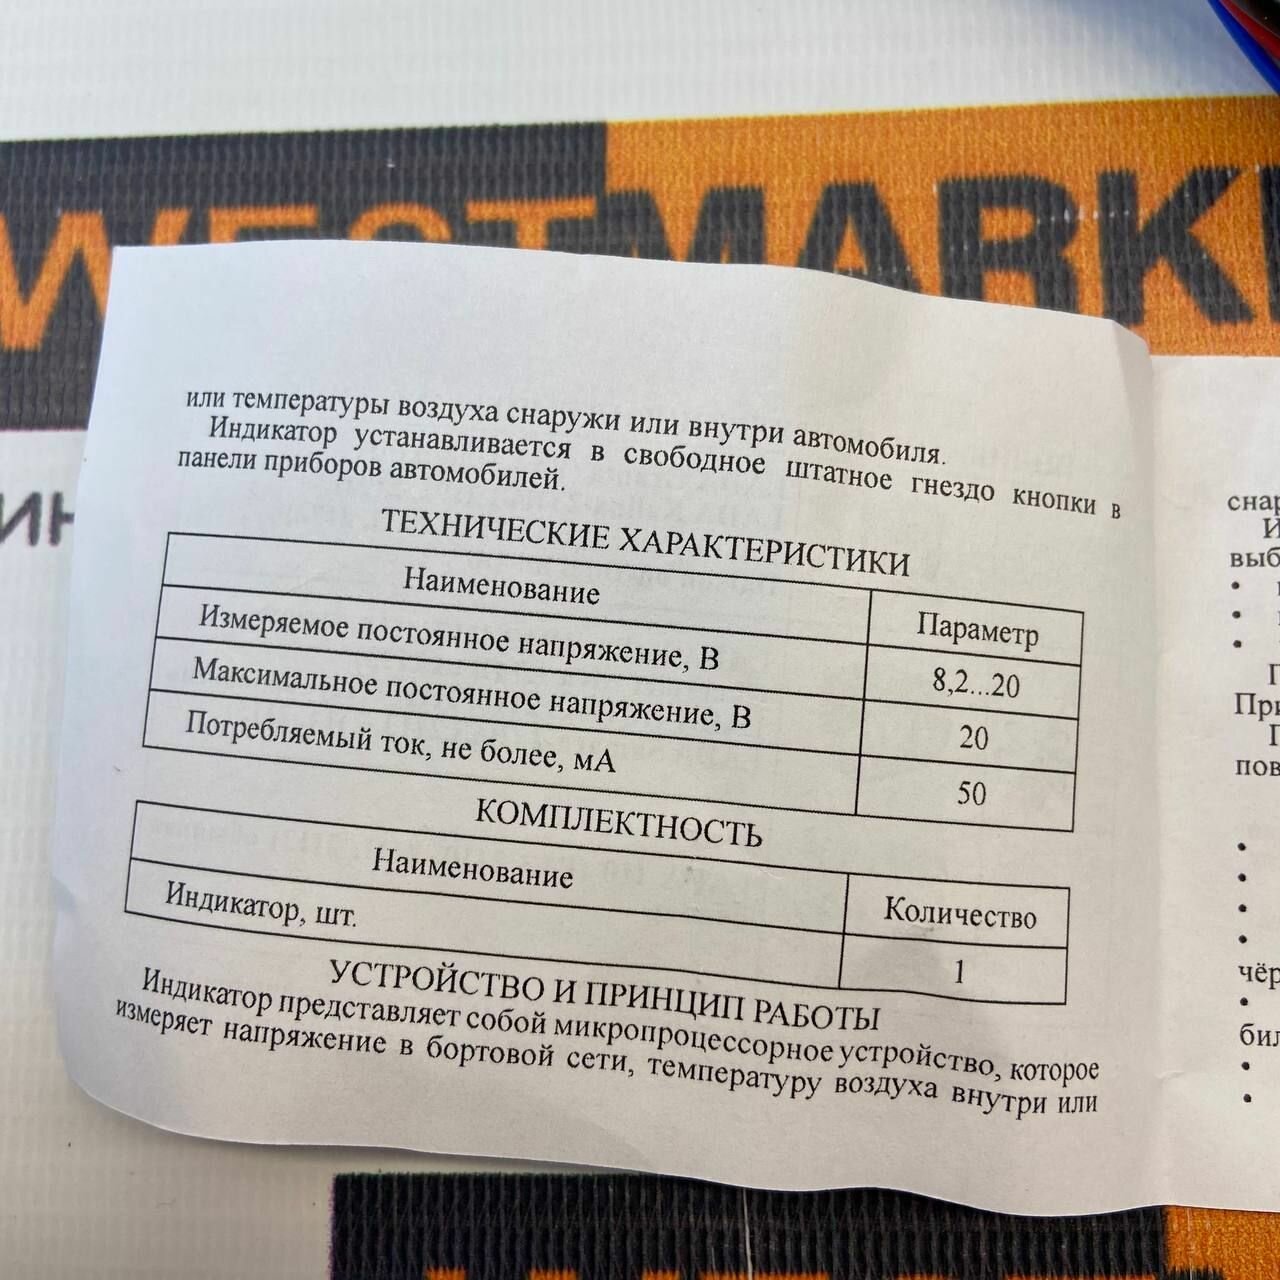 WESTMARKE
или температуры воздуха снаружи или внутри автомобиля.
Индикатор устанавливается в свободное штатное гнездо кнопки в
панели приборов автомобилей.
ТЕХНИЧЕСКИЕ ХАРАКТЕРИСТИКИ
Наименование Параметр
Измеряемое постоянное напряжение, В 8,2...20
Максимальное постоянное напряжение, В 20
Потребляемый ток, не более, мА 50
КОМПЛЕКТНОСТЬ
Наименование Количество
Индикатор, шт. 1
УСТРОЙСТВО И ПРИНЦИП РАБОТЫ
Индикатор представляет собой микропроцессорное устройство, которое
измеряет напряжение в бортовой сети, температуру воздуха внутри или